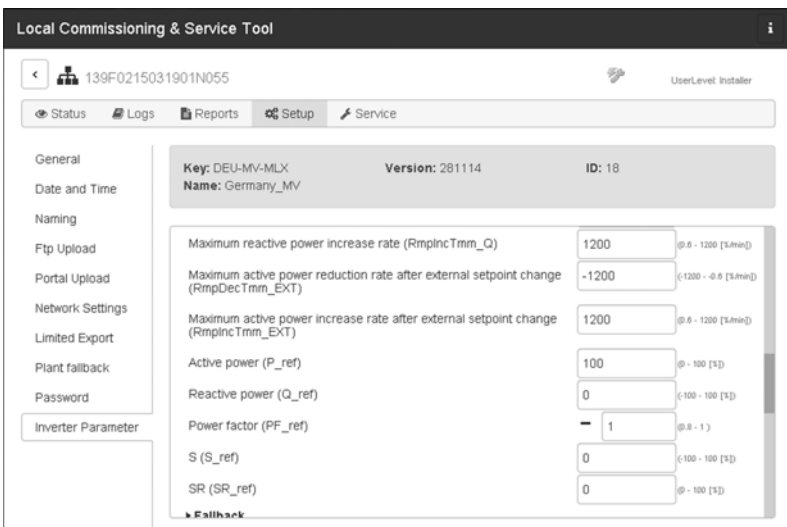 Local Commissioning & Service Tool
i
139F0215031901N055
UserLevel: Installer
Status Logs Reports Setup Service
General
Date and Time
Naming
Ftp Upload
Portal Upload
Network Settings
Limited Export
Plant fallback
Password
Inverter Parameter
Key: DEU-MV-MLX Version: 281114 ID: 18
Name: Germany_MV
Maximum reactive power increase rate (RmpIncTmm_Q) 1200 (0.6 - 1200 [%/min])
Maximum active power reduction rate after external setpoint change -1200 (-1200 - -0.6 [%/min])
(RmpDecTmm_EXT)
Maximum active power increase rate after external setpoint change 1200 (0.6 - 1200 [%/min])
(RmpIncTmm_EXT)
Active power (P_ref) 100 (0 - 100 [%])
Reactive power (Q_ref) 0 (-100 - 100 [%])
Power factor (PF_ref) 1 (0.8 - 1 )
S (S_ref) 0 (-100 - 100 [%])
SR (SR_ref) 0 (0 - 100 [%])
Fallback